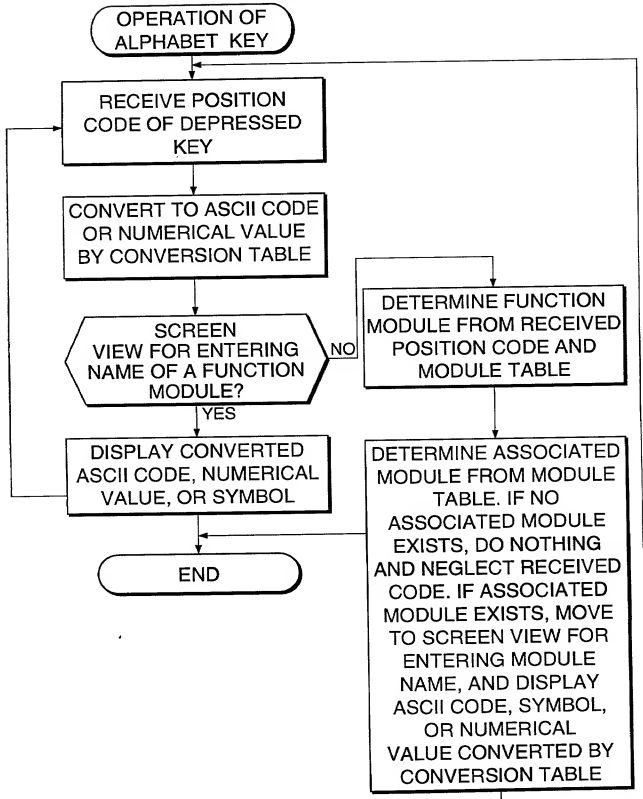 OPERATION OF
ALPHABET KEY
RECEIVE POSITION
CODE OF DEPRESSED
KEY
CONVERT TO ASCII CODE
OR NUMERICAL VALUE
BY CONVERSION TABLE
SCREEN
VIEW FOR ENTERING
NAME OF A FUNCTION
MODULE?
NO
YES
DISPLAY CONVERTED
ASCII CODE, NUMERICAL
VALUE, OR SYMBOL
END
DETERMINE FUNCTION
MODULE FROM RECEIVED
POSITION CODE AND
MODULE TABLE
DETERMINE ASSOCIATED
MODULE FROM MODULE
TABLE. IF NO
ASSOCIATED MODULE
EXISTS, DO NOTHING
AND NEGLECT RECEIVED
CODE. IF ASSOCIATED
MODULE EXISTS, MOVE
TO SCREEN VIEW FOR
ENTERING MODULE
NAME, AND DISPLAY
ASCII CODE, SYMBOL,
OR NUMERICAL
VALUE CONVERTED BY
CONVERSION TABLE